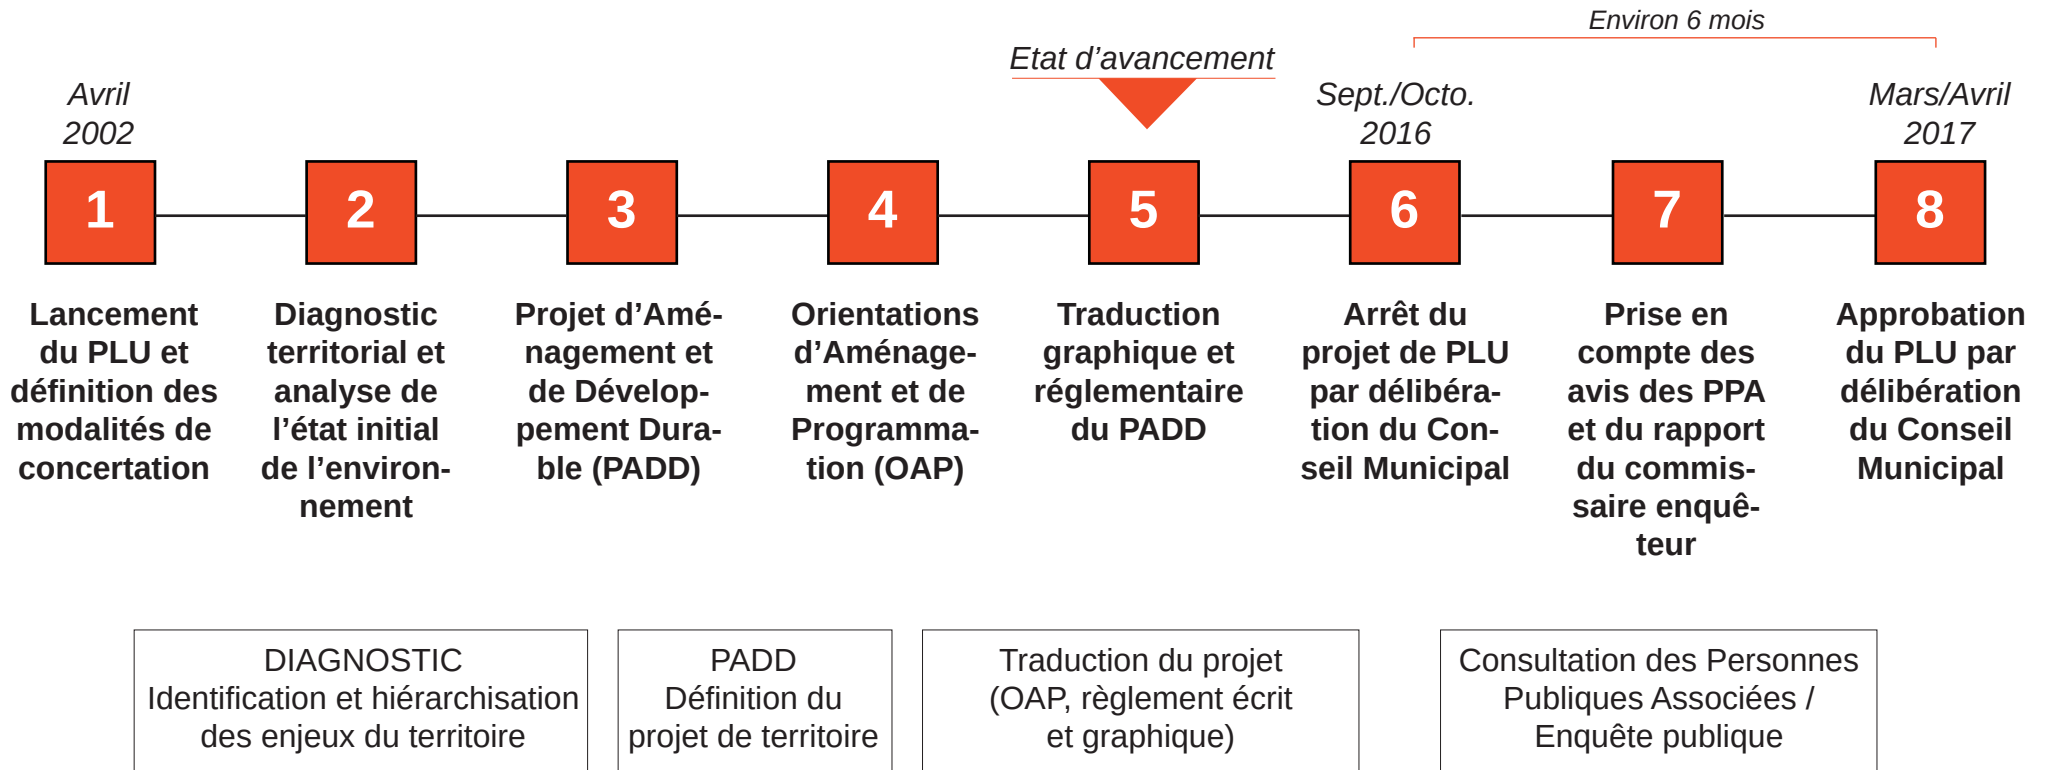 Environ 6 mois
Etat d’avancement
Avril
2002
Sept./Octo.
2016
Mars/Avril
2017
1
2
3
4
5
6
7
8
Lancement
du PLU et
définition des
modalités de
concertation
Diagnostic
territorial et
analyse de
l’état initial
de l’environ-
nement
Projet d’Amé-
nagement et
de Dévelop-
pement Dura-
ble (PADD)
Orientations
d’Aménage-
ment et de
Programma-
tion (OAP)
Traduction
graphique et
réglementaire
du PADD
Arrêt du
projet de PLU
par délibéra-
tion du Con-
seil Municipal
Prise en
compte des
avis des PPA
et du rapport
du commis-
saire enquê-
teur
Approbation
du PLU par
délibération
du Conseil
Municipal
DIAGNOSTIC
Identification et hiérarchisation
des enjeux du territoire
PADD
Définition du
projet de territoire
Traduction du projet
(OAP, règlement écrit
et graphique)
Consultation des Personnes
Publiques Associées /
Enquête publique